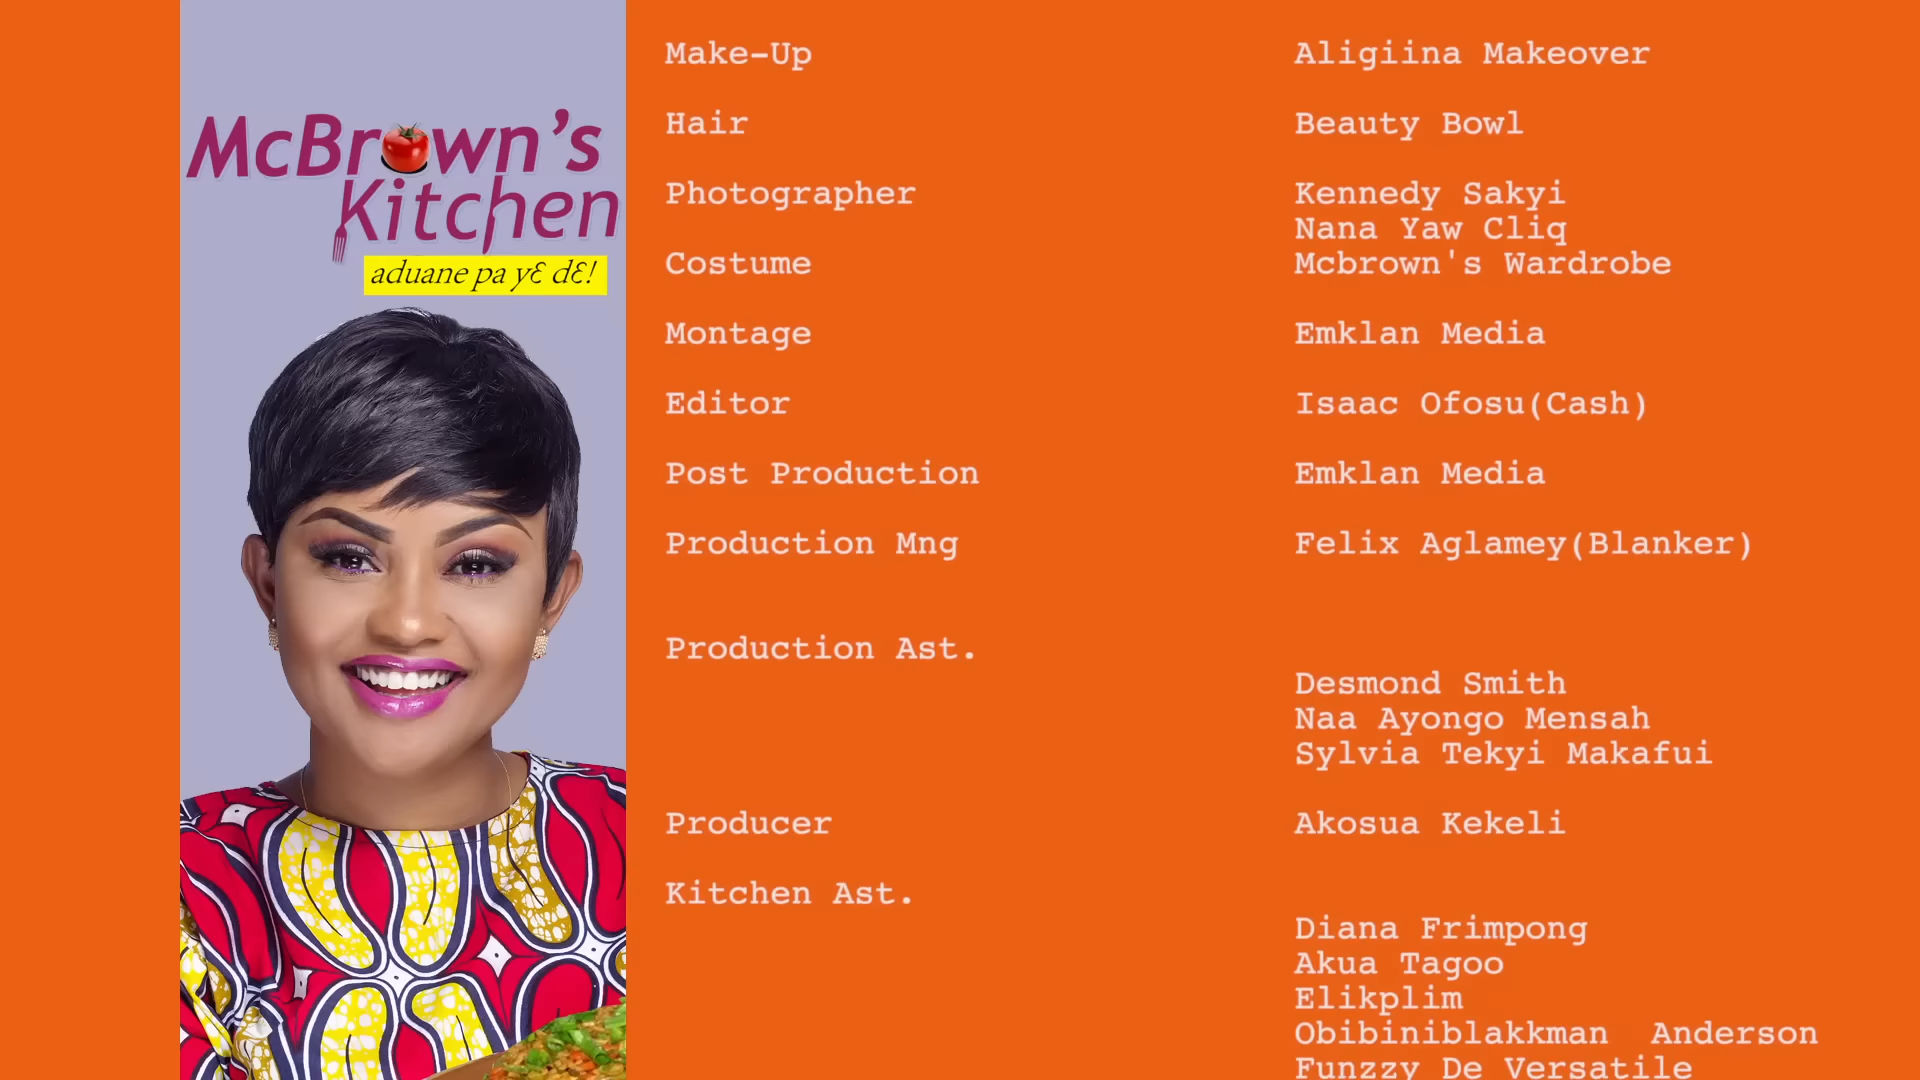 McBrown's
Kitchen
aduane pa yɛ dɛ!
Make-Up Aligiina Makeover
Hair Beauty Bowl
Photographer Kennedy Sakyi
Nana Yaw Cliq
Costume Mcbrown's Wardrobe
Montage Emklan Media
Editor Isaac Ofosu(Cash)
Post Production Emklan Media
Production Mng Felix Aglamey(Blanker)
Production Ast.
Desmond Smith
Naa Ayongo Mensah
Sylvia Tekyi Makafui
Producer Akosua Kekeli
Kitchen Ast.
Diana Frimpong
Akua Tagoo
Elikplim
Obibiniblakkman Anderson
Funzzy De Versatile